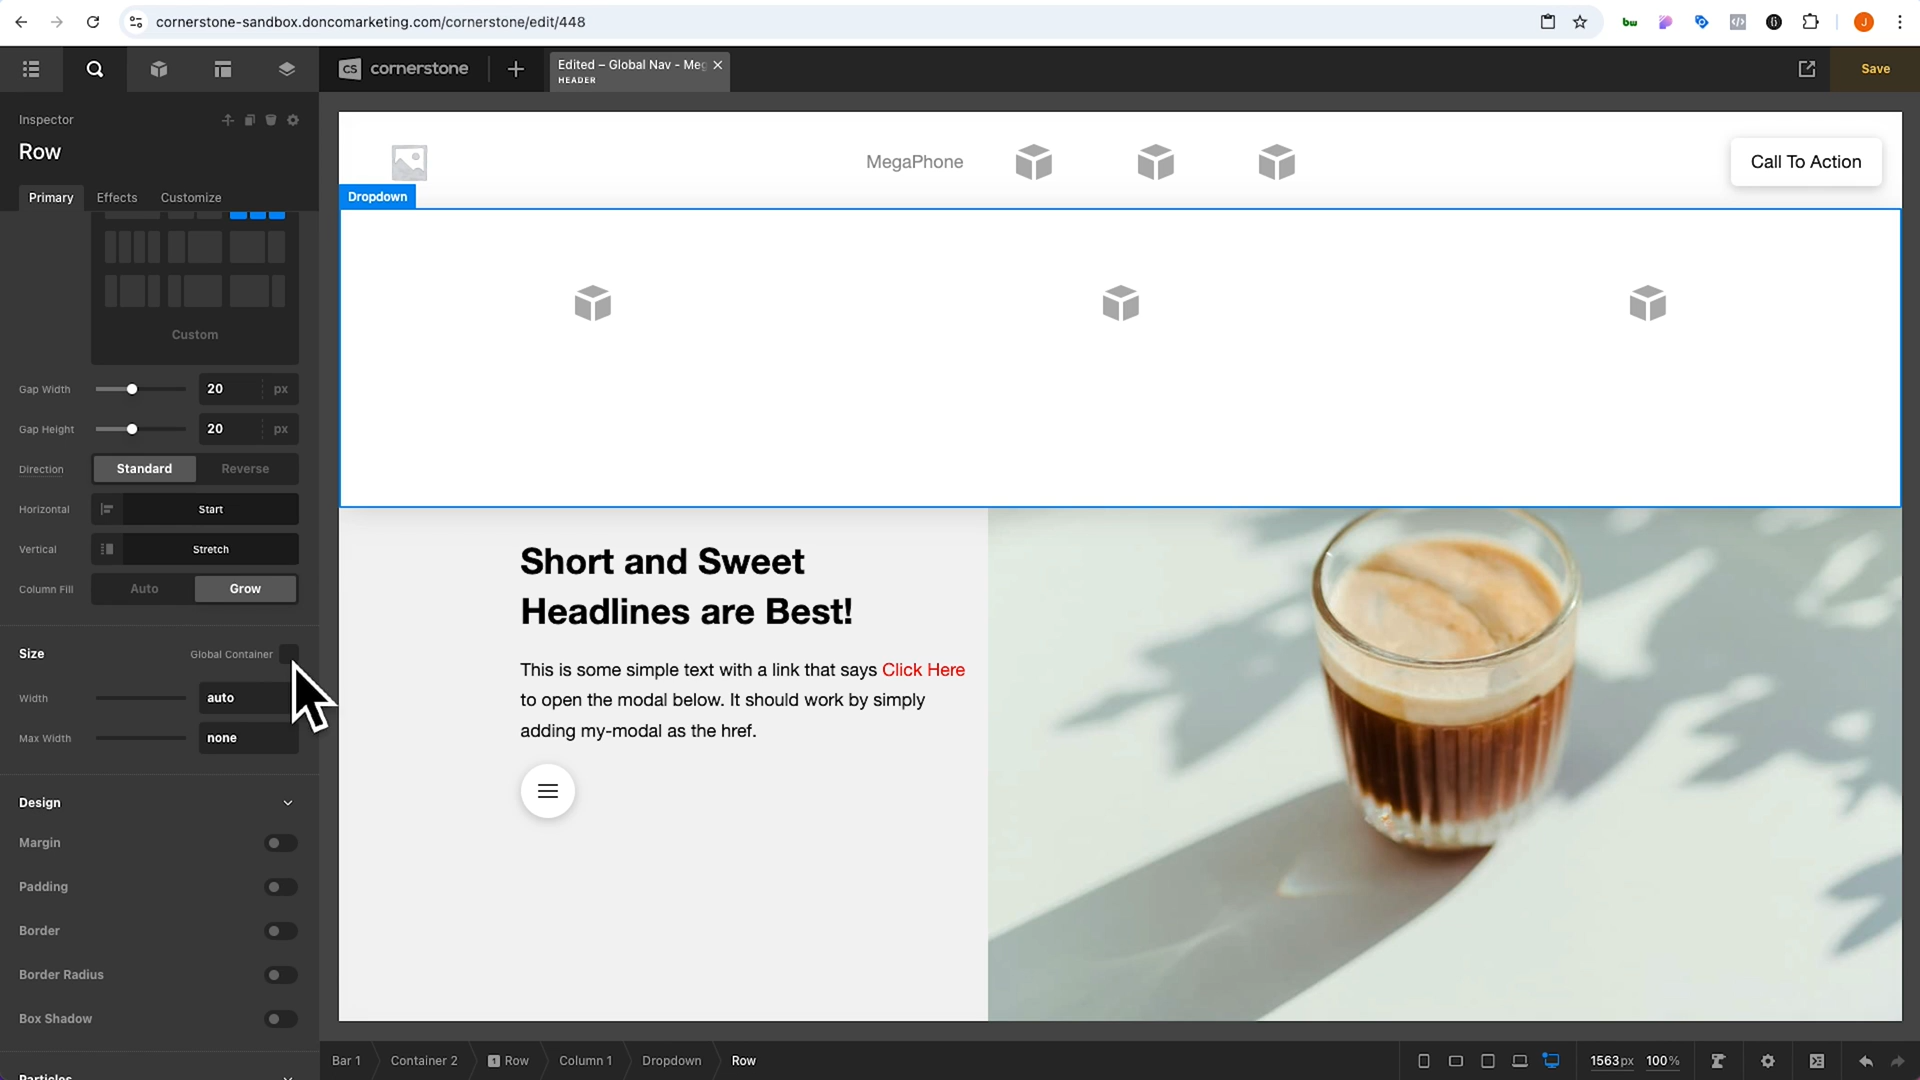 cornerstone-sandbox.doncomarketing.com/cornerstone/edit/448
J
cs cornerstone
Edited – Global Nav - Meg
HEADER
Save
Inspector
Row
Primary
Effects
Customize
Custom
Gap Width
20
px
Gap Height
20
px
Direction
Standard
Reverse
Horizontal
Start
Vertical
Stretch
Column Fill
Auto
Grow
Size
Global Container
Width
auto
Max Width
none
Design
Margin
Padding
Border
Border Radius
Box Shadow
Particles
MegaPhone
Call To Action
Dropdown
Short and Sweet
Headlines are Best!
This is some simple text with a link that says Click Here
to open the modal below. It should work by simply
adding my-modal as the href.
Bar 1
Container 2
1 Row
Column 1
Dropdown
Row
1563px
100%